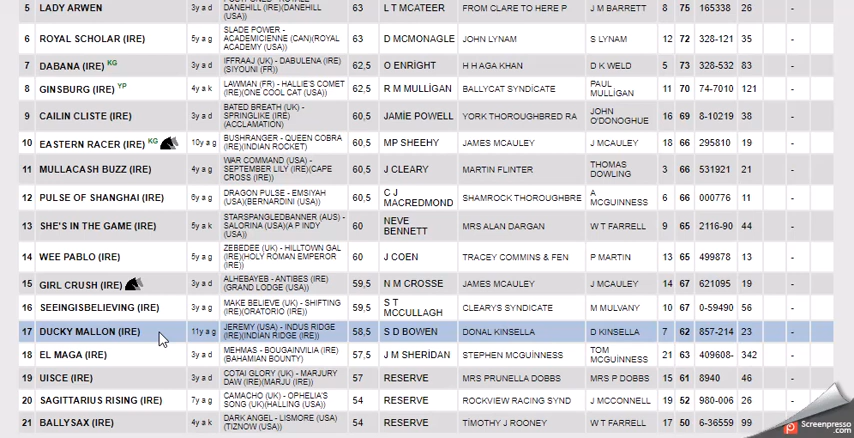 5 LADY ARWEN 3y a d DANEHILL (IRE)(DANEHILL (USA)) 63 L T MCATEER FROM CLARE TO HERE P J M BARRETT 8 75 165338 26 -
6 ROYAL SCHOLAR (IRE) 5y a g SLADE POWER - ACADEMICIENNE (CAN)(ROYAL ACADEMY (USA)) 63 D MCMONAGLE JOHN LYNAM S LYNAM 12 72 328-121 35 -
7 DABANA (IRE) KG 3y a d IFFRAAJ (UK) - DABULENA (IRE)(SIYOUNI (FR)) 62,5 O ENRIGHT H H AGA KHAN D K WELD 5 73 328-532 83 -
8 GINSBURG (IRE) YP 4y a k LAWMAN (FR) - HALLIE'S COMET (IRE)(ONE COOL CAT (USA)) 62,5 R M MULLIGAN BALLYCAT SYNDICATE PAUL MULLIGAN 11 70 74-7010 121 -
9 CAILIN CLISTE (IRE) 3y a d BATED BREATH (UK) - SPRINGLIKE (IRE)(ACCLAMATION) 60,5 JAMIE POWELL YORK THOROUGHBRED RA JOHN O'DONOGHUE 16 69 8-10219 38 -
10 EASTERN RACER (IRE) KG 10y a g BUSHRANGER - QUEEN COBRA (IRE)(INDIAN ROCKET) 60,5 MP SHEEHY JAMES MCAULEY J MCAULEY 18 66 295810 19 -
11 MULLACASH BUZZ (IRE) 4y a g WAR COMMAND (USA) - SEPTEMBER LILY (IRE)(CAPE CROSS (IRE)) 60,5 J CLEARY MARTIN FLINTER THOMAS DOWLING 3 66 531921 21 -
12 PULSE OF SHANGHAI (IRE) 6y a g DRAGON PULSE - EMSIYAH (USA)(BERNARDINI (USA)) 60,5 C J MACREDMOND SHAMROCK THOROUGHBRE A MCGUINNESS 6 66 000776 11 -
13 SHE'S IN THE GAME (IRE) 5y a k STARSPANGLEDBANNER (AUS) - SALORINA (USA)(A P INDY (USA)) 60 NEVE BENNETT MRS ALAN DARGAN W T FARRELL 9 65 2116-90 44 -
14 WEE PABLO (IRE) 5y a g ZEBEDEE (UK) - HILLTOWN GAL (IRE)(HOLY ROMAN EMPEROR (IRE)) 60 J COEN TRACEY COMMINS & FEN P MARTIN 13 65 499878 13 -
15 GIRL CRUSH (IRE) 3y a d ALHEBAYEB - ANTIBES (IRE)(GRAND LODGE (USA)) 59,5 N M CROSSE JAMES MCAULEY J MCAULEY 14 67 621095 19 -
16 SEEINGISBELIEVING (IRE) 3y a g MAKE BELIEVE (UK) - SHIFTING (IRE)(ORATORIO (IRE)) 59,5 S T MCCULLAGH CLEARYS SYNDICATE M MULVANY 10 67 0-59490 56 -
17 DUCKY MALLON (IRE) 11y a g JEREMY (USA) - INDUS RIDGE (IRE)(INDIAN RIDGE (IRE)) 58,5 S D BOWEN DONAL KINSELLA D KINSELLA 7 62 857-214 23 -
18 EL MAGA (IRE) 3y a d MEHMAS - BOUGAINVILIA (IRE)(BAHAMIAN BOUNTY) 57,5 J M SHERIDAN STEPHEN MCGUINNESS TOM MCGUINNESS 21 63 409608- 342 -
19 UISCE (IRE) 3y a d COTAI GLORY (UK) - MARJURY DAW (IRE)(MARJU (IRE)) 57 RESERVE MRS PRUNELLA DOBBS MRS P DOBBS 15 61 8940 46 -
20 SAGITTARIUS RISING (IRE) 7y a g CAMACHO (UK) - OPHELIA'S SONG (UK)(HALLING (USA)) 54 RESERVE ROCKVIEW RACING SYND J MCCONNELL 19 52 980-006 26
21 BALLYSAX (IRE) 4y a k DARK ANGEL - LISMORE (USA)(TIZNOW (USA)) 54 RESERVE TIMOTHY J ROONEY W T FARRELL 17 50 6-36559 99
Screenpresso
.com